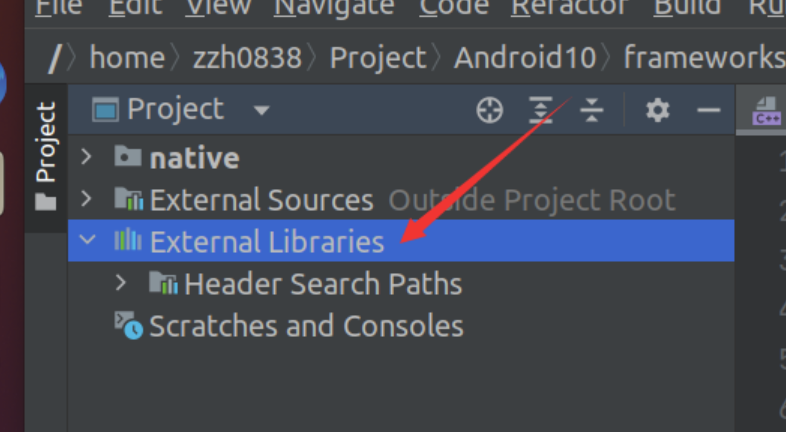 File Edit View Navigate Code Refactor Build Ru
/ home zzh0838 Project Android10 frameworks
Project
Project
C++
native
External Sources Outside Project Root
External Libraries
Header Search Paths
Scratches and Consoles